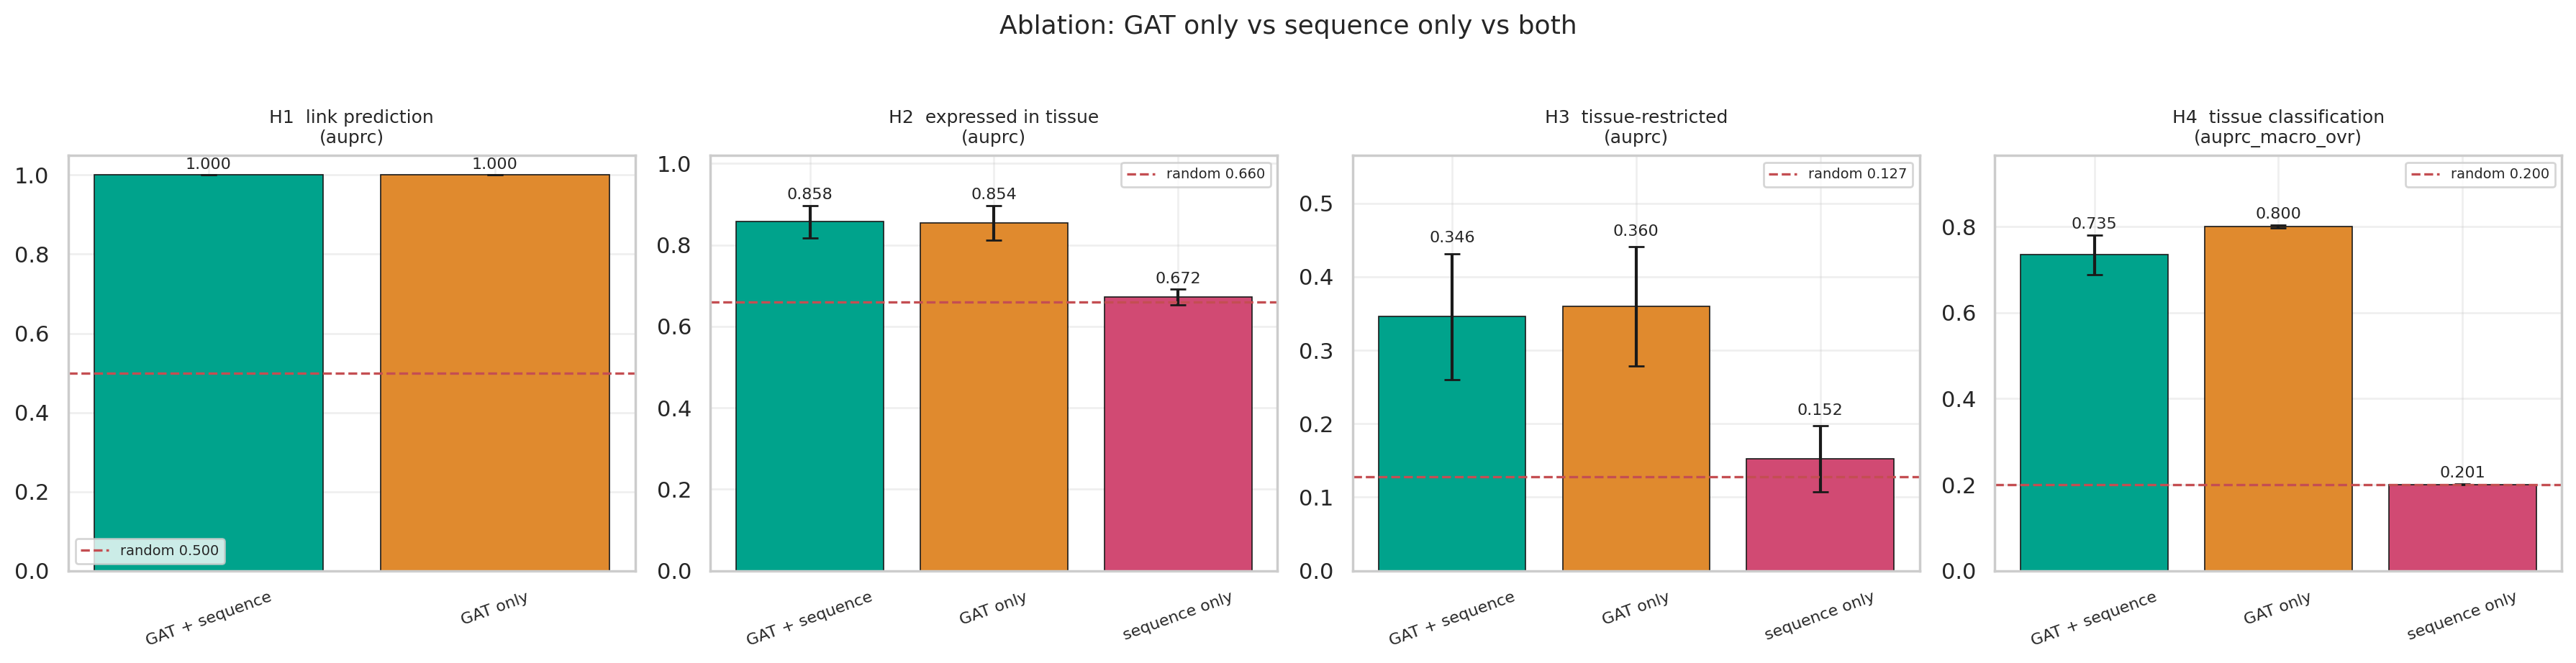 Ablation: GAT only vs sequence only vs both
H1  link prediction
(auprc)
1.000
1.000
1.0
0.8
0.6
0.4
0.2
0.0
random 0.500
GAT + sequence
GAT only
H2  expressed in tissue
(auprc)
random 0.660
0.858
0.854
0.672
1.0
0.8
0.6
0.4
0.2
0.0
GAT + sequence
GAT only
sequence only
H3  tissue-restricted
(auprc)
random 0.127
0.346
0.360
0.152
0.5
0.4
0.3
0.2
0.1
0.0
GAT + sequence
GAT only
sequence only
H4  tissue classification
(auprc_macro_ovr)
random 0.200
0.735
0.800
0.201
0.8
0.6
0.4
0.2
0.0
GAT + sequence
GAT only
sequence only